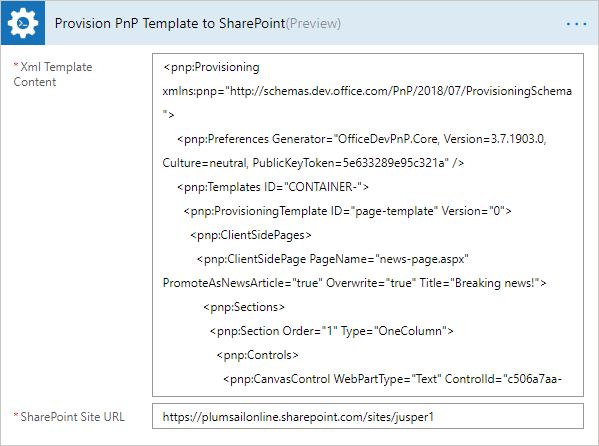 Provision PnP Template to SharePoint(Preview)
* Xml Template
Content
<pnp:Provisioning
xmlns:pnp="http://schemas.dev.office.com/PnP/2018/07/ProvisioningSchema
">
<pnp:Preferences Generator="OfficeDevPnP.Core, Version=3.7.1903.0,
Culture=neutral, PublicKeyToken=5e633289e95c321a" />
<pnp:Templates ID="CONTAINER-">
<pnp:ProvisioningTemplate ID="page-template" Version="0">
<pnp:ClientSidePages>
<pnp:ClientSidePage PageName="news-page.aspx"
PromoteAsNewsArticle="true" Overwrite="true" Title="Breaking news!">
<pnp:Sections>
<pnp:Section Order="1" Type="OneColumn">
<pnp:Controls>
<pnp:CanvasControl WebPartType="Text" ControlId="c506a7aa-
* SharePoint Site URL
https://plumsailonline.sharepoint.com/sites/jusper1